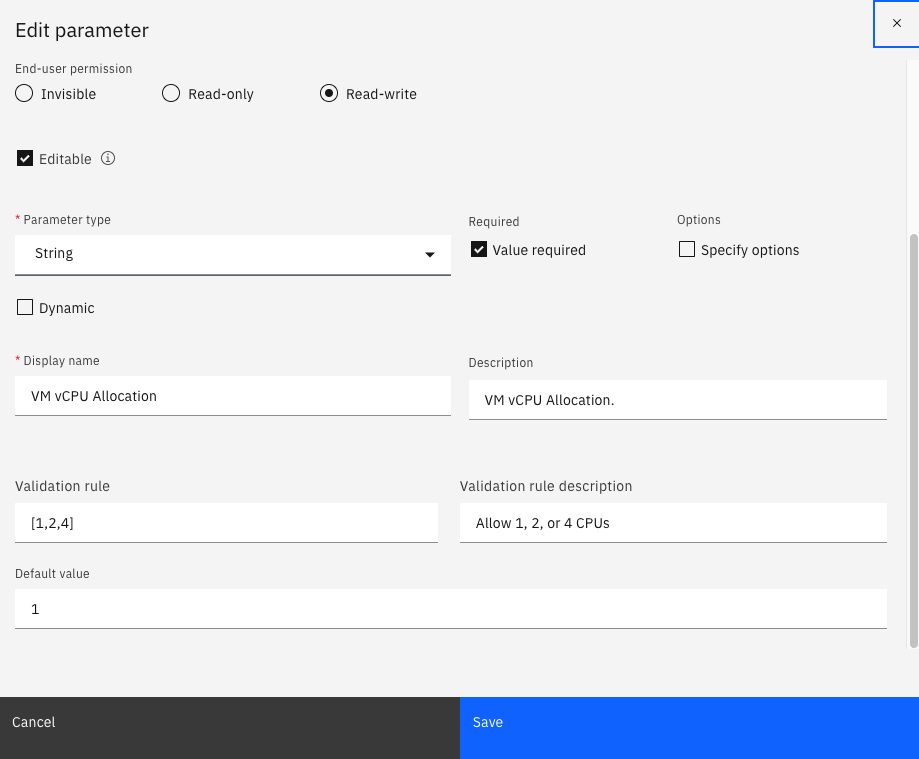 Edit parameter
×
End-user permission
Invisible
Read-only
Read-write
Editable
* Parameter type
Required
Options
String
Value required
Specify options
Dynamic
* Display name
Description
VM vCPU Allocation
VM vCPU Allocation.
Validation rule
Validation rule description
[1,2,4]
Allow 1, 2, or 4 CPUs
Default value
1
Cancel
Save